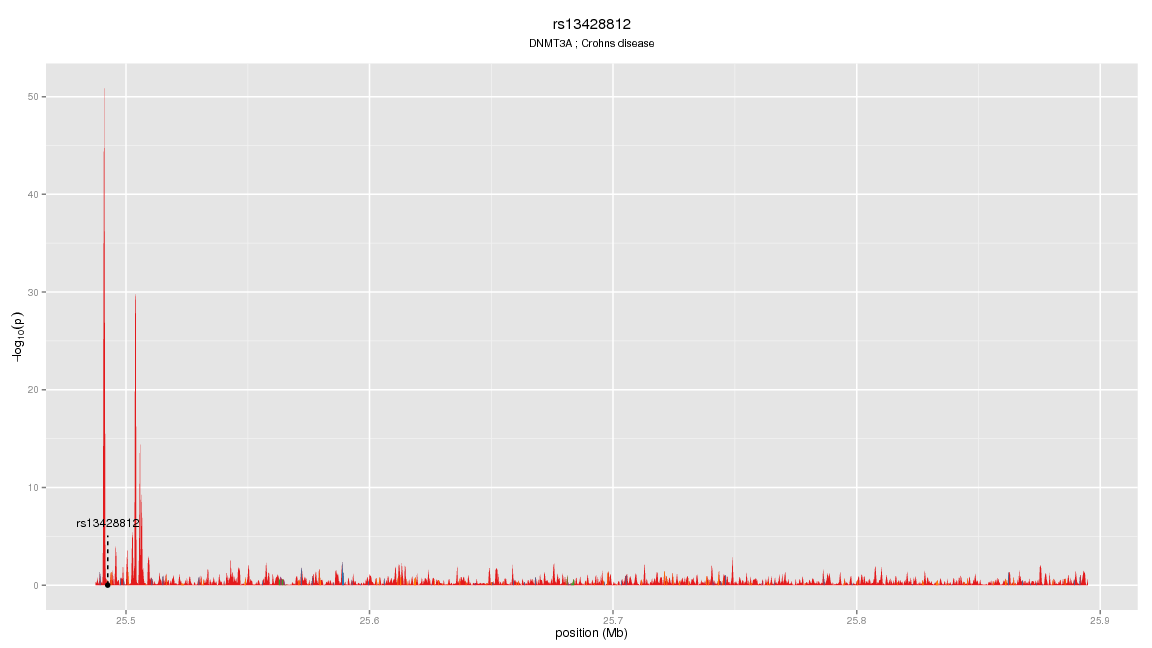 rs13428812
DNMT3A ; Crohns disease
50
40
30
20
10
0
−log10(p)
rs13428812
25.5
25.6
25.7
25.8
25.9
position (Mb)